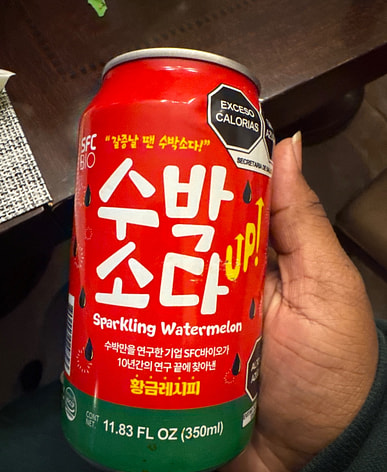 EXCESO
CALORÍAS
SECRETARÍA DE
SFC
BIO
"갈증날 땐 수박소다!"
수박
소다
UP!
Sparkling Watermelon
수박만을 연구한 기업 SFC바이오가
10년간의 연구 끝에 찾아낸
황금레시피
CONT
NET.
11.83 FL OZ (350ml)